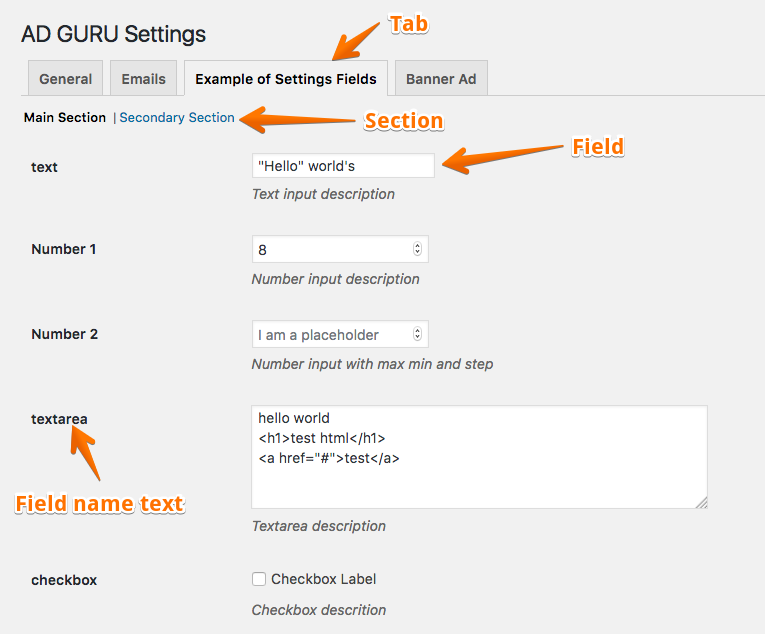 AD GURU Settings
Tab
General Emails Example of Settings Fields Banner Ad
Main Section | Secondary Section
Section
Field
text
"Hello" world's
Text input description
Number 1
8
Number input description
Number 2
I am a placeholder
Number input with max min and step
textarea
hello world
<h1>test html</h1>
<a href="#">test</a>
Field name text
Textarea description
checkbox
Checkbox Label
Checkbox descrition